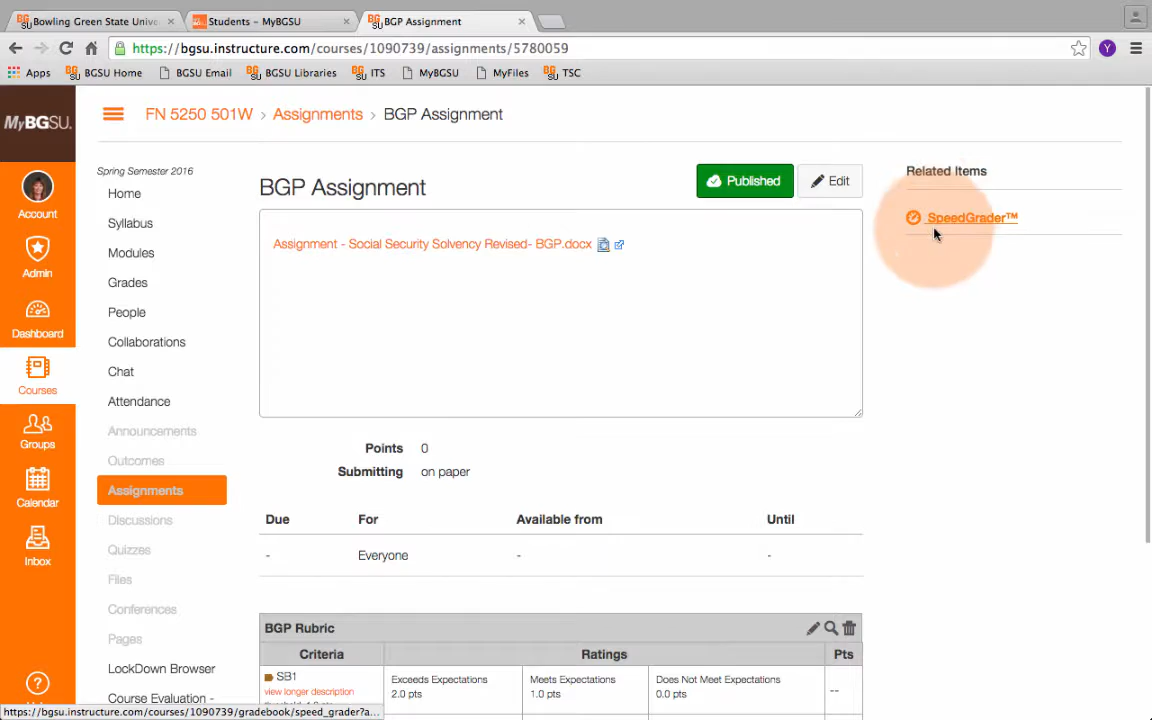 Bowling Green State Unive
Students – MyBGSU
BGP Assignment
https://bgsu.instructure.com/courses/1090739/assignments/5780059
Y
Apps
BGSU Home
BGSU Email
BGSU Libraries
ITS
MyBGSU
MyFiles
TSC
MyBGSU.
FN 5250 501W > Assignments > BGP Assignment
Account
Admin
Dashboard
Courses
Groups
Calendar
Inbox
Spring Semester 2016
Home
Syllabus
Modules
Grades
People
Collaborations
Chat
Attendance
Announcements
Outcomes
Assignments
Discussions
Quizzes
Files
Conferences
Pages
LockDown Browser
Course Evaluation -
BGP Assignment
Published
Edit
Related Items
SpeedGrader™
Assignment - Social Security Solvency Revised- BGP.docx
Points 0
Submitting on paper
Due For Available from Until
- Everyone - -
BGP Rubric
Criteria Ratings Pts
SB1
view longer description
Exceeds Expectations
2.0 pts
Meets Expectations
1.0 pts
Does Not Meet Expectations
0.0 pts
--
https://bgsu.instructure.com/courses/1090739/gradebook/speed_grader?a...